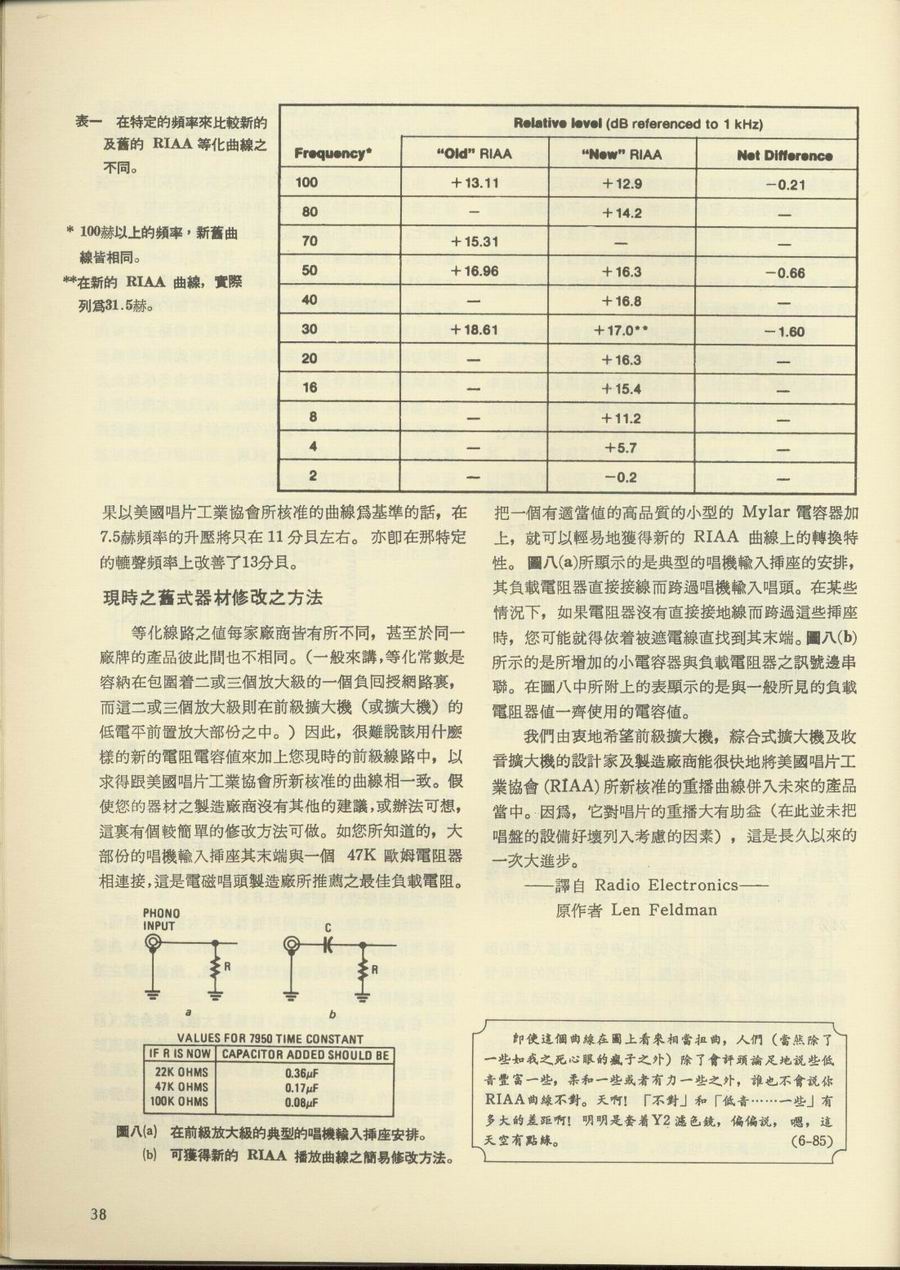 表一　在特定的頻率來比較新的
及舊的 RIAA 等化曲線之
不同。
* 100赫以上的頻率，新舊曲
線皆相同。
**在新的 RIAA 曲線，實際
列爲31.5赫。
Relative level (dB referenced to 1 kHz)
Frequency* “Old” RIAA “New” RIAA Net Difference
100 +13.11 +12.9 −0.21
80 — +14.2 —
70 +15.31 — —
50 +16.96 +16.3 −0.66
40 — +16.8 —
30 +18.61 +17.0** −1.60
20 — +16.3 —
16 — +15.4 —
8 — +11.2 —
4 — +5.7 —
2 — −0.2 —
果以美國唱片工業協會所核准的曲線爲基準的話，在
7.5赫頻率的升壓將只在 11 分貝左右。 亦卽在那特定
的轆聲頻率上改善了13分貝。
現時之舊式器材修改之方法
等化線路之值每家廠商皆有所不同，甚至於同一
廠牌的產品彼此間也不相同。（一般來講，等化常數是
容納在包圍着二或三個放大級的一個負囘授網路裏，
而這二或三個放大級則在前級擴大機（或擴大機）的
低電平前置放大部份之中。）因此，很難說該用什麼
樣的新的電阻電容値來加上您現時的前級線路中，以
求得跟美國唱片工業協會所新核准的曲線相一致。假
使您的器材之製造廠商沒有其他的建議，或辦法可想，
這裏有個較簡單的修改方法可做。如您所知道的，大
部份的唱機輸入挿座其末端與一個 47K 歐姆電阻器
相連接，這是電磁唱頭製造廠所推薦之最佳負載電阻。
PHONO
INPUT
R
a
C
R
b
VALUES FOR 7950 TIME CONSTANT
IF R IS NOW CAPACITOR ADDED SHOULD BE
22K OHMS 0.36μF
47K OHMS 0.17μF
100K OHMS 0.08μF
圖八(a)　在前級放大級的典型的唱機輸入挿座安排。
(b)　可獲得新的 RIAA 播放曲線之簡易修改方法。
把一個有適當値的高品質的小型的 Mylar 電容器加
上，就可以輕易地獲得新的 RIAA 曲線上的轉換特
性。 圖八(a)所顯示的是典型的唱機輸入挿座的安排，
其負載電阻器直接接線而跨過唱機輸入唱頭。在某些
情況下，如果電阻器沒有直接接地線而跨過這些挿座
時，您可能就得依着被遮電線直找到其末端。圖八(b)
所示的是所增加的小電容器與負載電阻器之訊號邊串
聯。在圖八中所附上的表顯示的是與一般所見的負載
電阻器値一齊使用的電容値。
我們由衷地希望前級擴大機，綜合式擴大機及收
音擴大機的設計家及製造廠商能很快地將美國唱片工
業協會 (RIAA) 所新核准的重播曲線併入未來的產品
當中。因爲，它對唱片的重播大有助益（在此並未把
唱盤的設備好壞列入考慮的因素），這是長久以來的
一次大進步。
——譯自 Radio Electronics——
原作者 Len Feldman
即使這個曲線在圖上看來相當扭曲，人們（當然除了
一些如我之死心眼的瘋子之外）除了會評頭論足地說些低
音豐富一些，柔和一些或者有力一些之外，誰也不會說你
RIAA曲線不對。天啊！「不對」和「低音……一些」有
多大的差距啊！明明是套着Y2濾色鏡，偏偏說，嗯，這
天空有點綠。 (6-85)
38